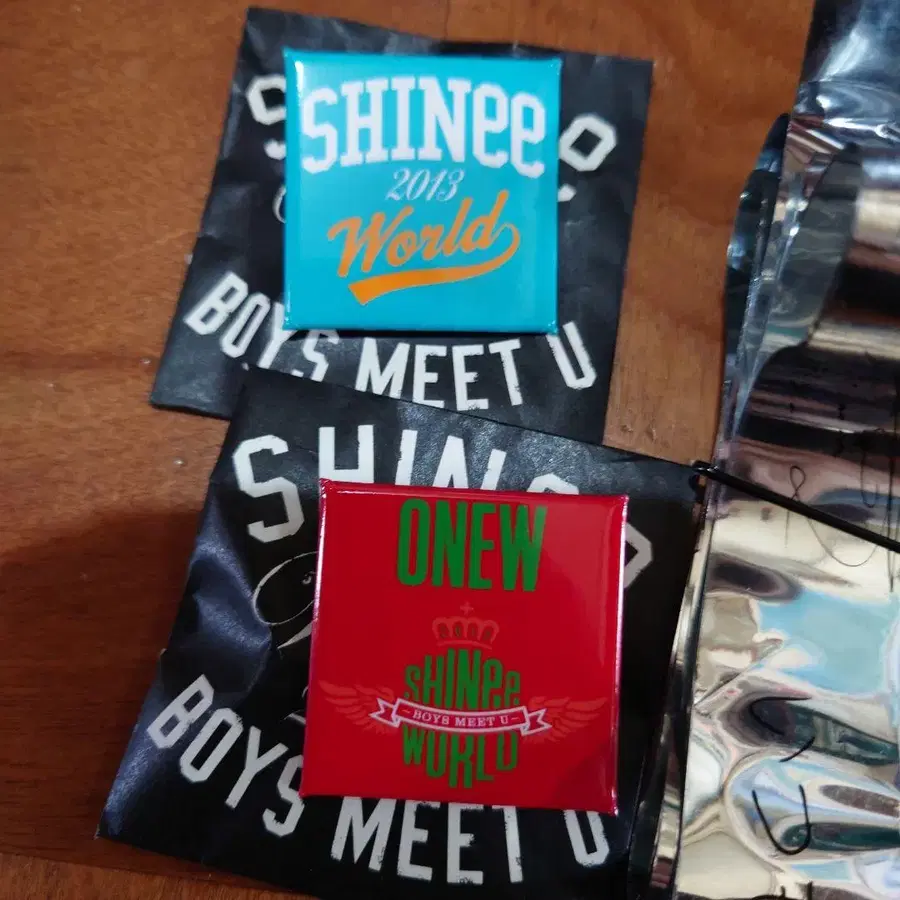 SHINee
2013
World
BOYS MEET U
ONEW
SHINee
BOYS MEET U
WORLD
BOYS MEET U